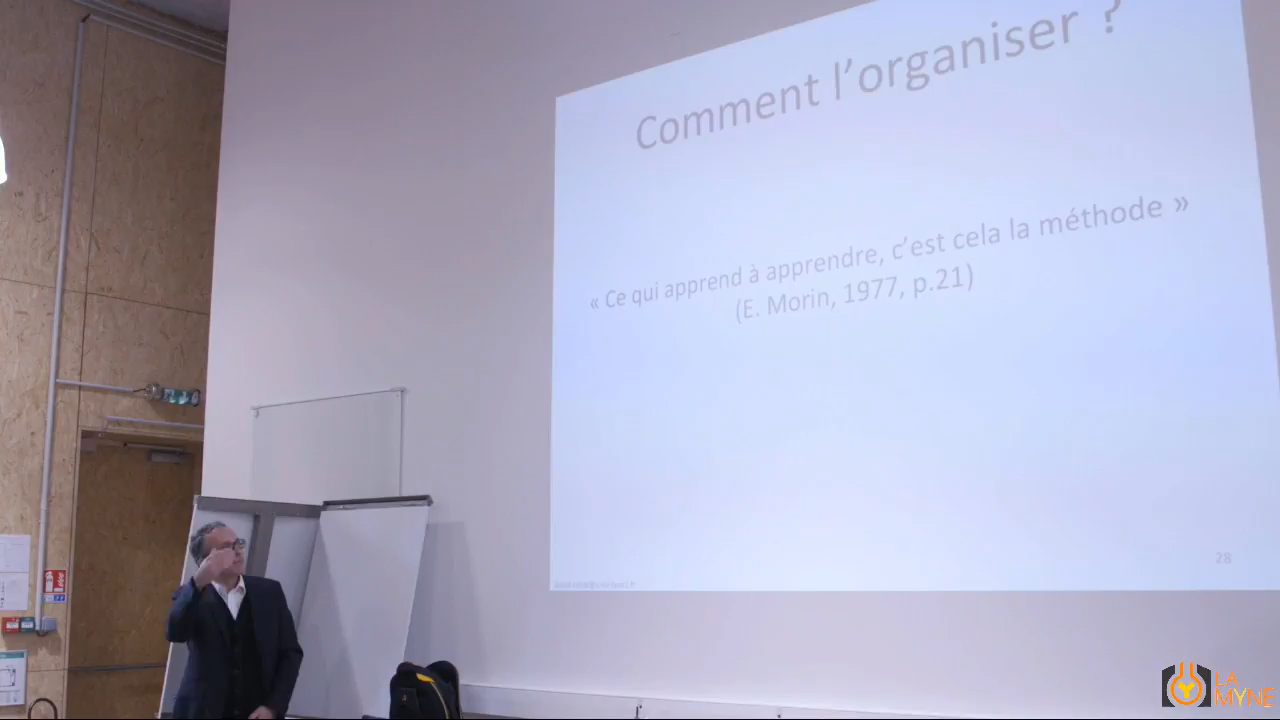 Comment l'organiser ?
« Ce qui apprend à apprendre, c'est cela la méthode »
(E. Morin, 1977, p.21)
28
LA
MYNE